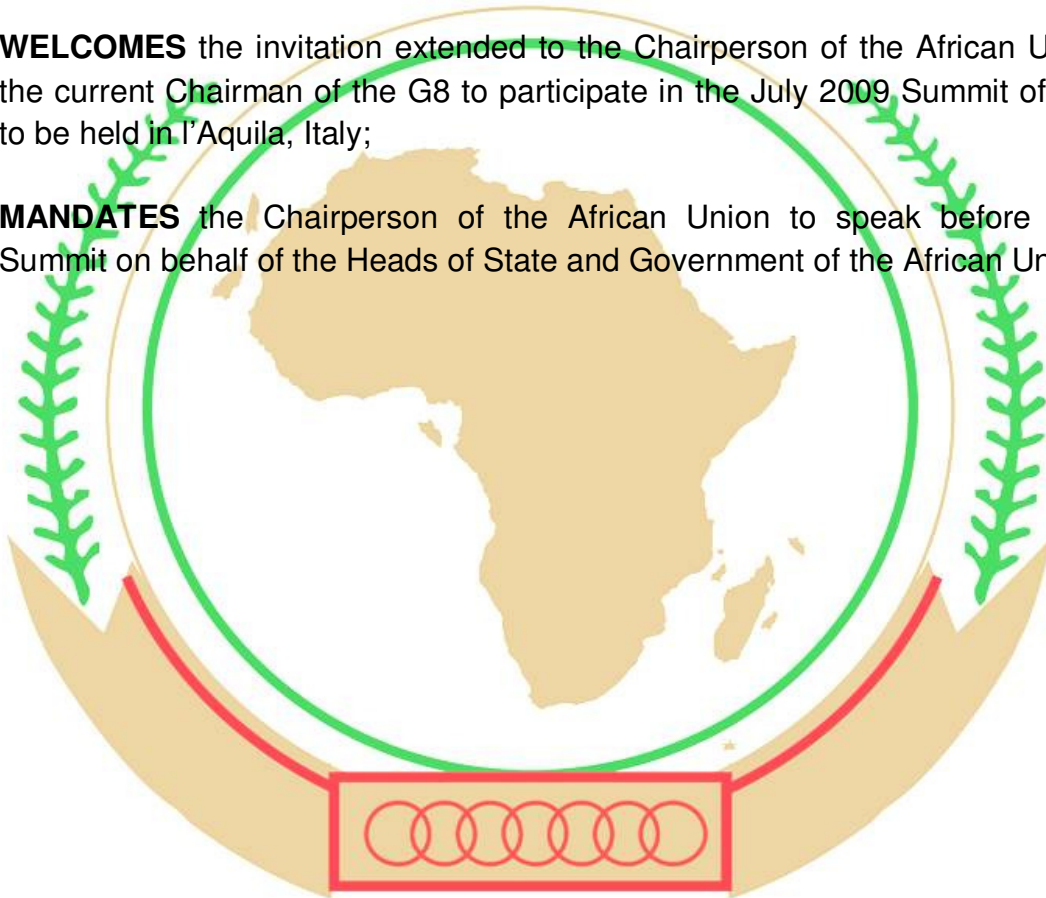 WELCOMES the invitation extended to the Chairperson of the African U
the current Chairman of the G8 to participate in the July 2009 Summit of
to be held in l'Aquila, Italy;
MANDATES the Chairperson of the African Union to speak before
Summit on behalf of the Heads of State and Government of the African Un